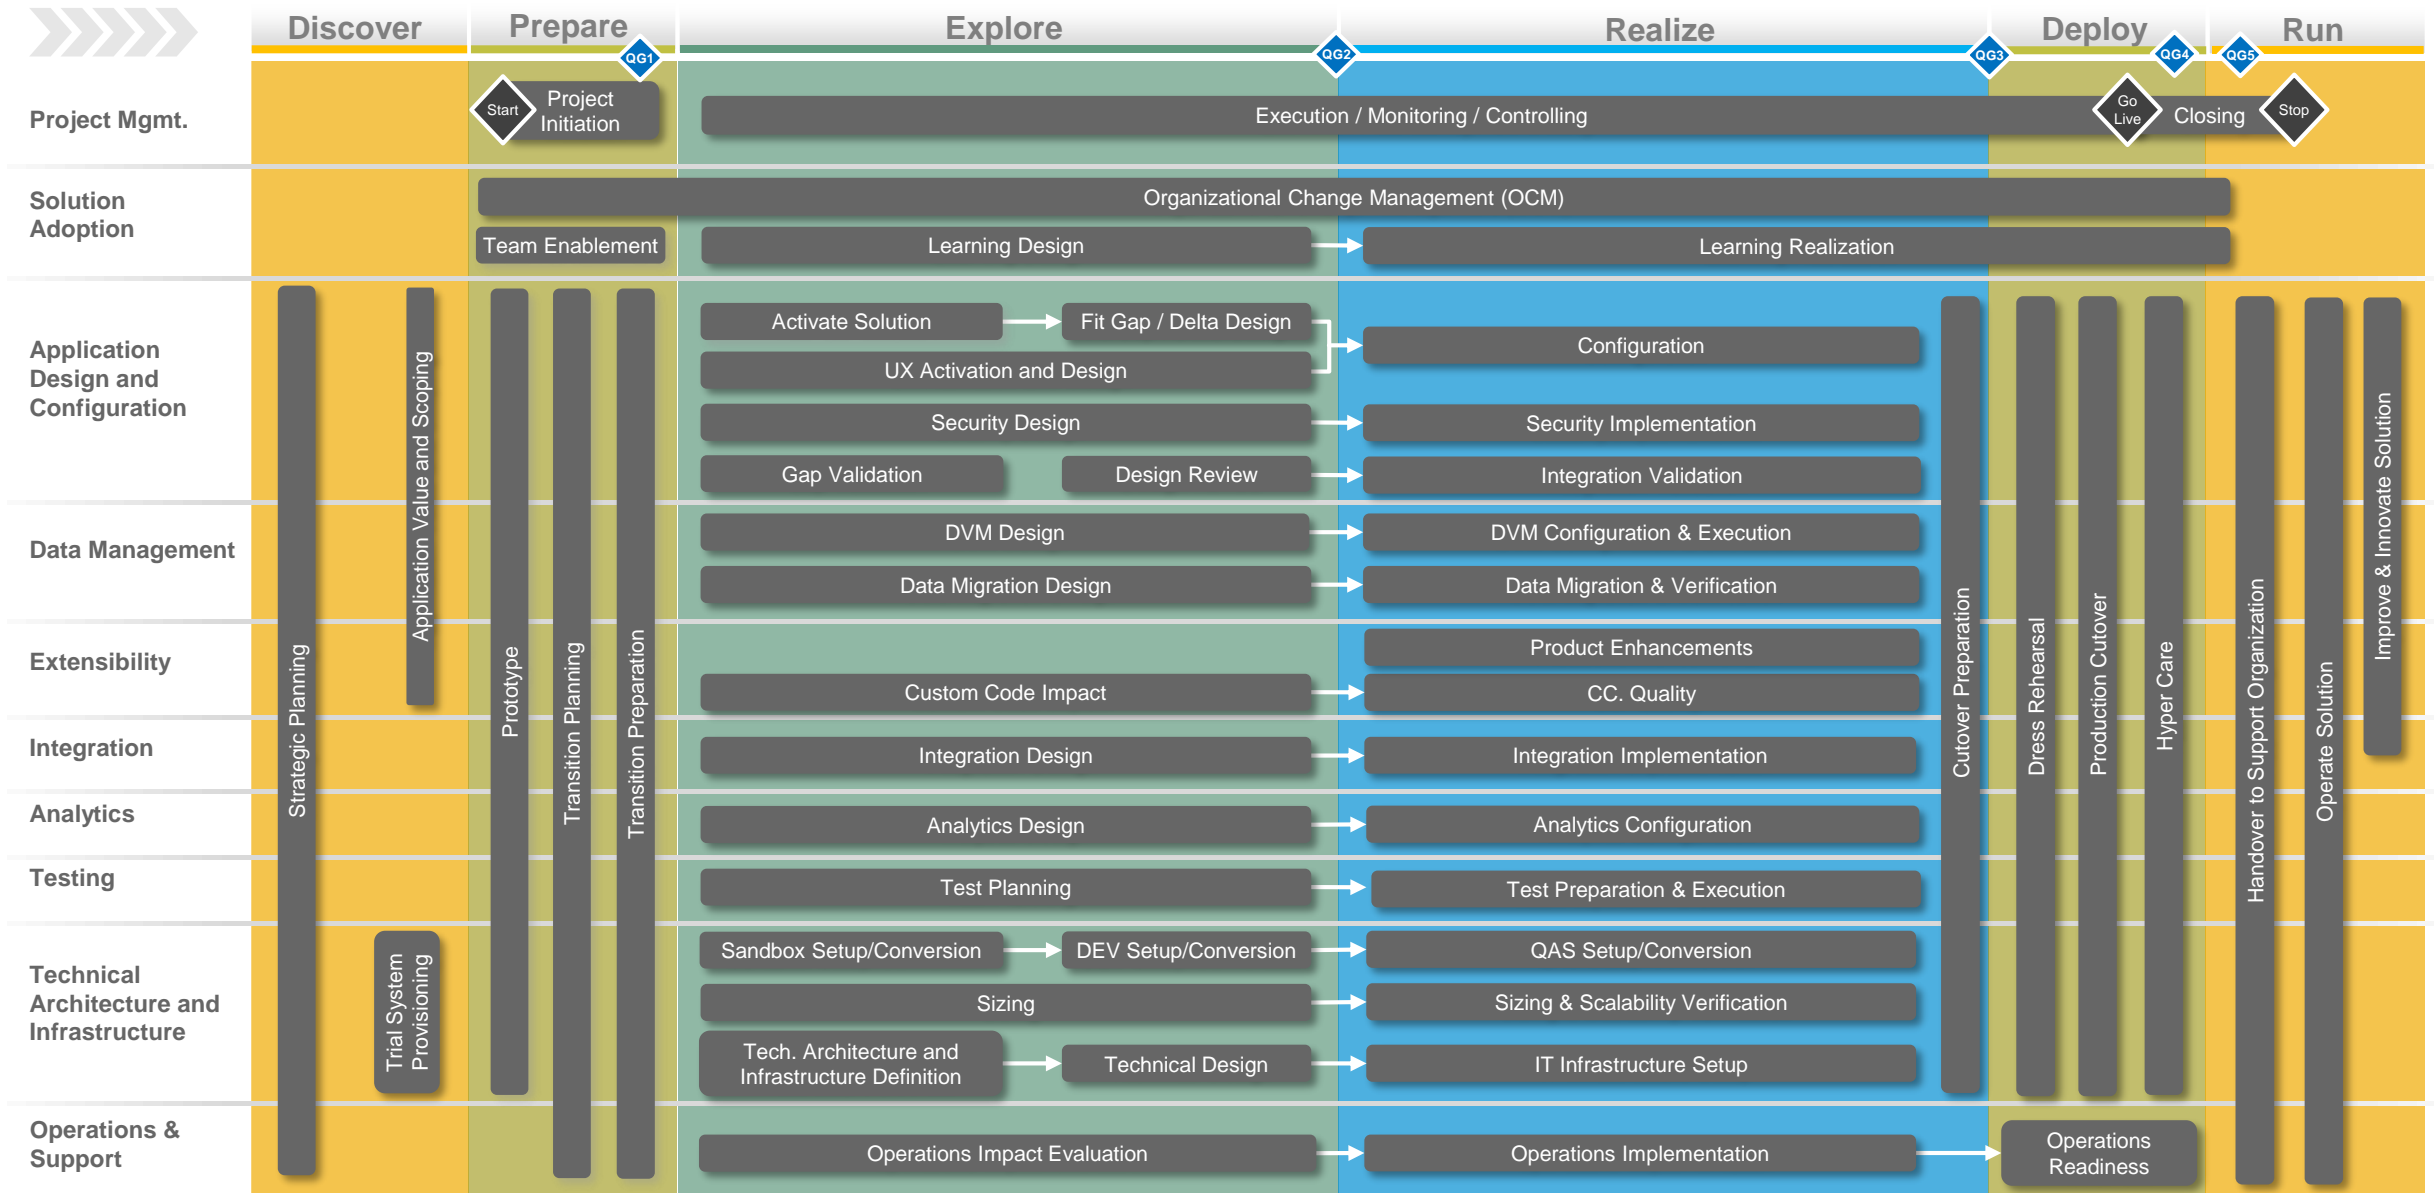 Discover
Prepare
Explore
Realize
Deploy
Run
QG1
QG2
QG3
QG4
QG5
Project Mgmt.
Start
Project
Initiation
Execution / Monitoring / Controlling
Go
Live
Closing
Stop
Solution
Adoption
Organizational Change Management (OCM)
Team Enablement
Learning Design
Learning Realization
Application
Design and
Configuration
Activate Solution
Fit Gap / Delta Design
UX Activation and Design
Configuration
Security Design
Security Implementation
Gap Validation
Design Review
Integration Validation
Data Management
DVM Design
DVM Configuration & Execution
Data Migration Design
Data Migration & Verification
Extensibility
Product Enhancements
Custom Code Impact
CC. Quality
Integration
Integration Design
Integration Implementation
Analytics
Analytics Design
Analytics Configuration
Testing
Test Planning
Test Preparation & Execution
Technical
Architecture and
Infrastructure
Sandbox Setup/Conversion
DEV Setup/Conversion
QAS Setup/Conversion
Sizing
Sizing & Scalability Verification
Tech. Architecture and
Infrastructure Definition
Technical Design
IT Infrastructure Setup
Operations &
Support
Operations Impact Evaluation
Operations Implementation
Operations
Readiness
Strategic Planning
Application Value and Scoping
Trial System
Provisioning
Prototype
Transition Planning
Transition Preparation
Cutover Preparation
Dress Rehearsal
Production Cutover
Hyper Care
Handover to Support Organization
Operate Solution
Improve & Innovate Solution